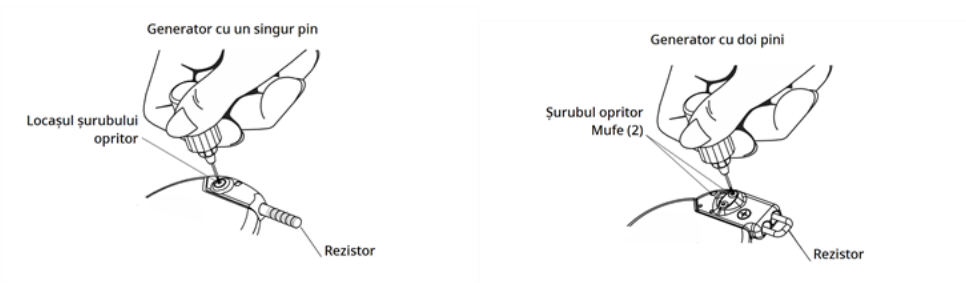 Generator cu un singur pin
Locașul șurubului
opritor
Rezistor
Generator cu doi pini
Șurubul opritor
Mufe (2)
Rezistor